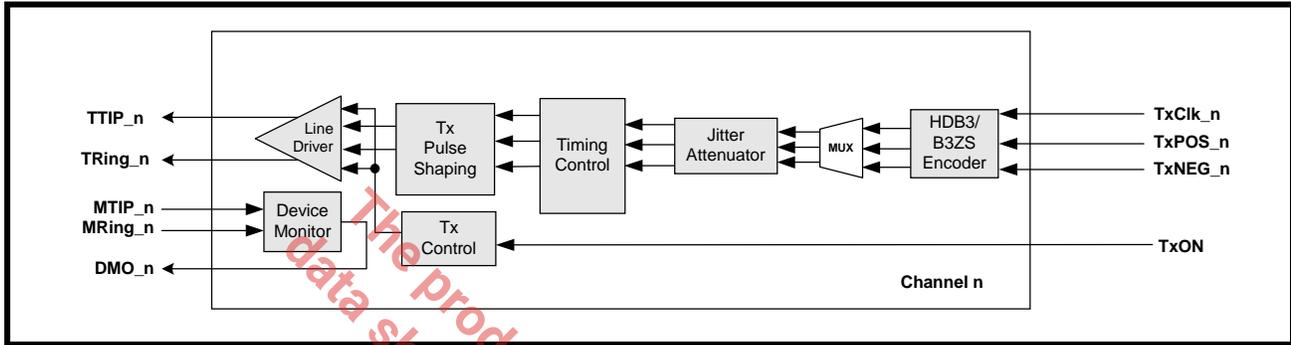 TTIP_n
TRing_n
MTIP_n
MRing_n
DMO_n
Line
Driver
Device
Monitor
Tx
Pulse
Shaping
Tx
Control
Timing
Control
Jitter
Attenuator
MUX
HDB3/
B3ZS
Encoder
TxClk_n
TxPOS_n
TxNEG_n
TxON
Channel n
The prod
data sh